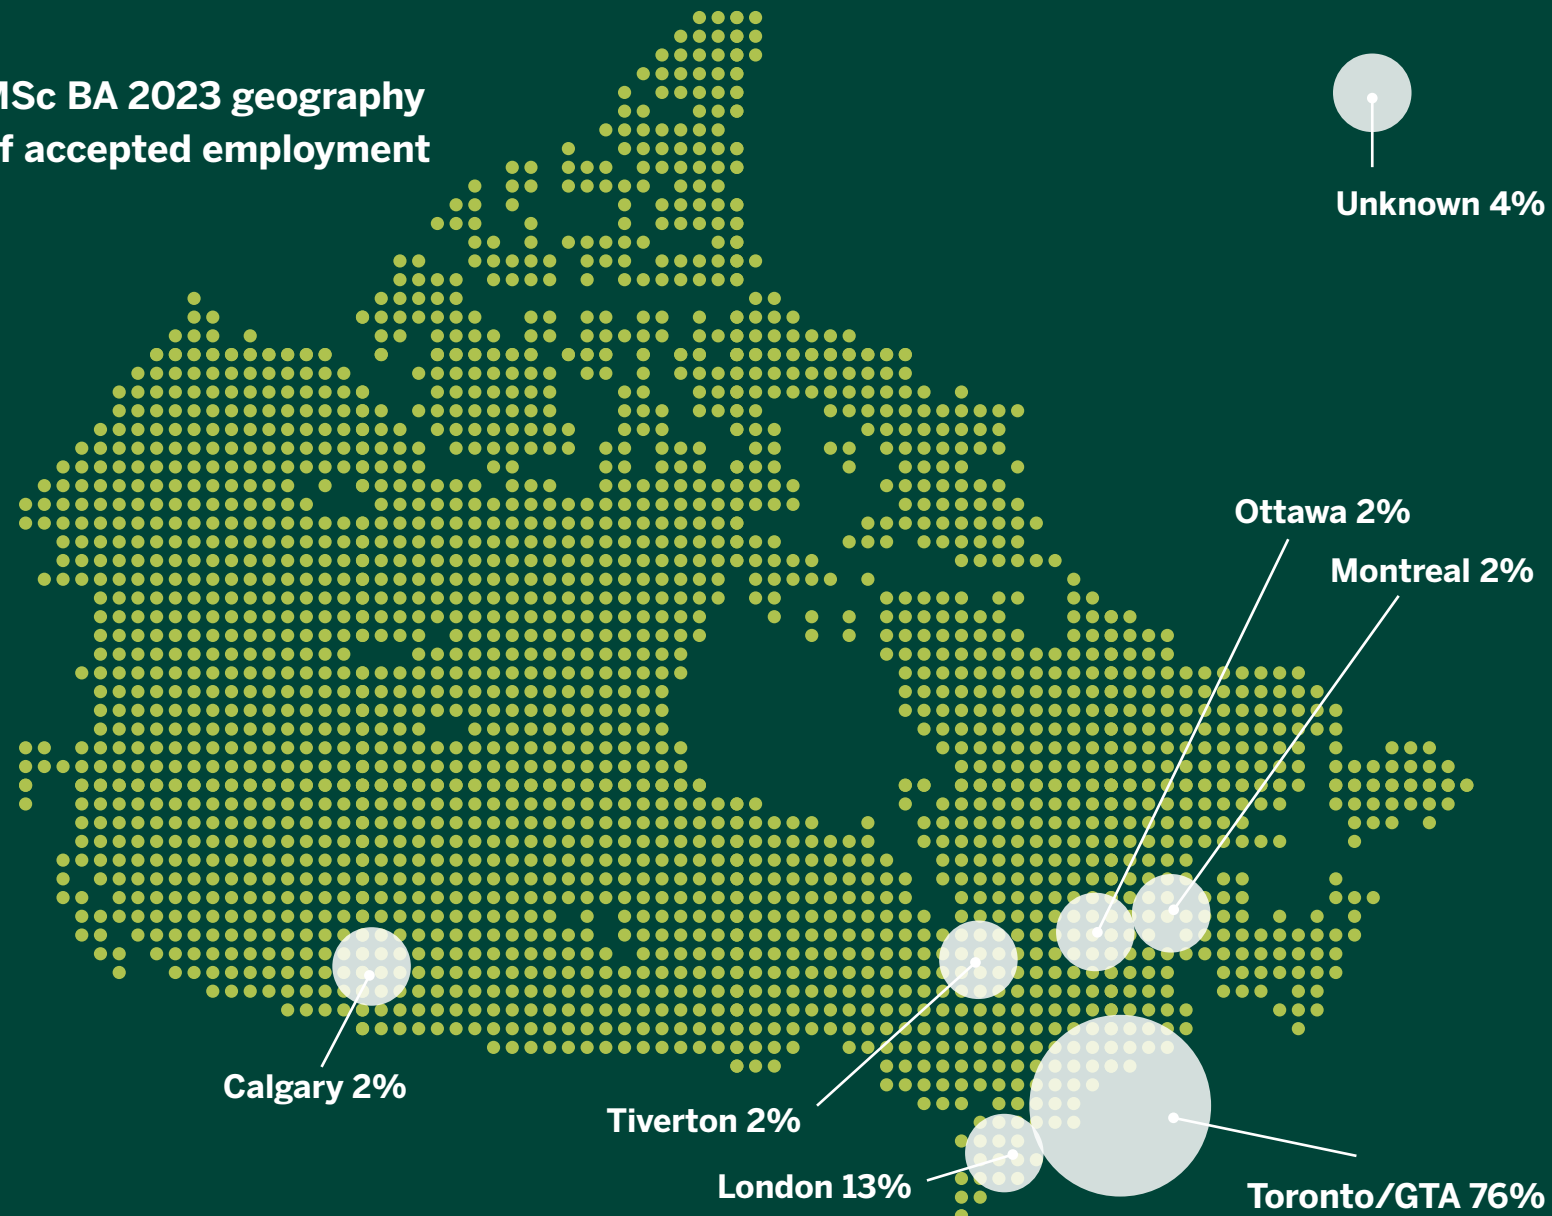 MSc BA 2023 geography
of accepted employment
Unknown 4%
Ottawa 2%
Montreal 2%
Calgary 2%
Tiverton 2%
London 13%
Toronto/GTA 76%